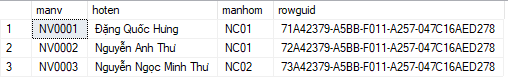 manv hoten manhom rowguid
1 NV0001 Đặng Quốc Hưng NC01 71A42379-A5BB-F011-A257-047C16AED278
2 NV0002 Nguyễn Anh Thư NC01 72A42379-A5BB-F011-A257-047C16AED278
3 NV0003 Nguyễn Ngọc Minh Thư NC02 73A42379-A5BB-F011-A257-047C16AED278